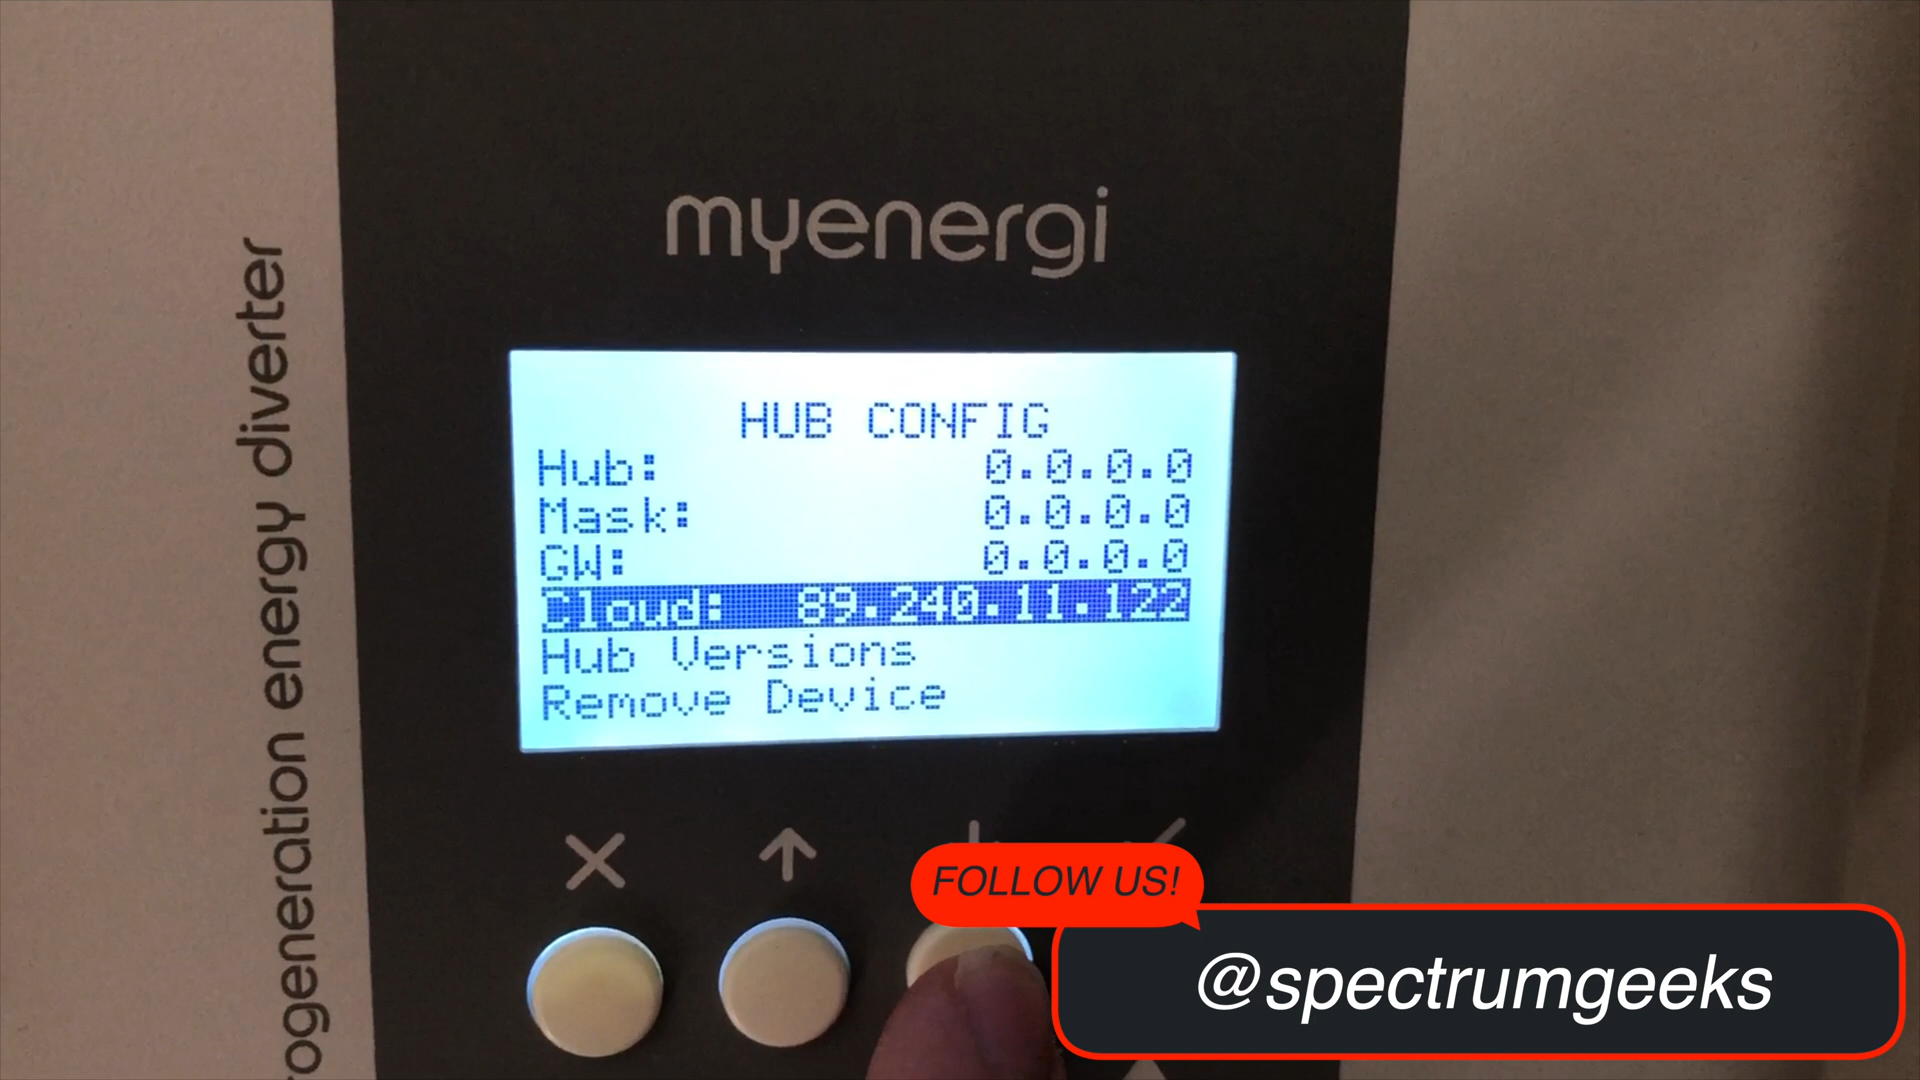 myenergi
HUB CONFIG
Hub: 0.0.0.0
Mask: 0.0.0.0
GW: 0.0.0.0
Cloud: 89.240.11.122
Hub Versions
Remove Device
energy diverter
FOLLOW US!
@spectrumgeeks